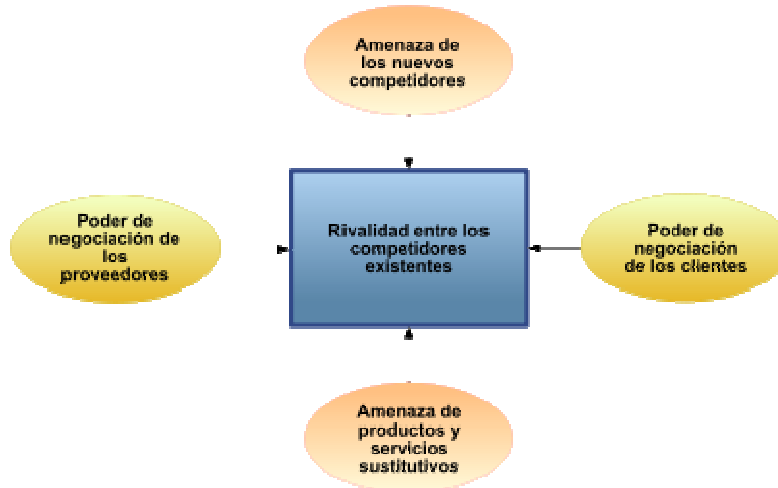 Amenaza de
los nuevos
competidores
Poder de
negociación de
los
proveedores
Rivalidad entre los
competidores
existentes
Poder de
negociación
de los clientes
Amenaza de
productos y
servicios
sustitutivos